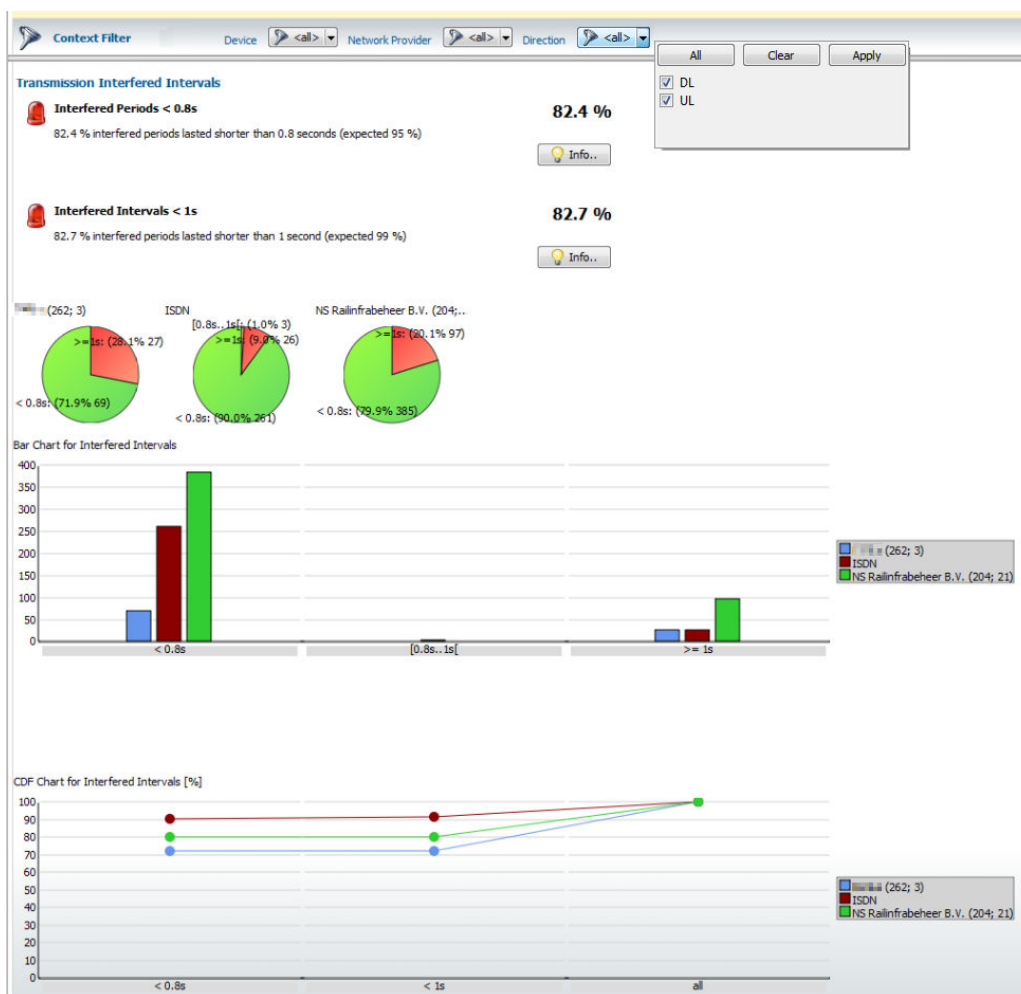 Context Filter Device <all> Network Provider <all> Direction <all>
All Clear Apply
DL
UL
Transmission Interfered Intervals
Interfered Periods < 0.8s 82.4 %
82.4 % interfered periods lasted shorter than 0.8 seconds (expected 95 %)
Info..
Interfered Intervals < 1s 82.7 %
82.7 % interfered periods lasted shorter than 1 second (expected 99 %)
Info..
(262; 3) ISDN NS Railinfrabeheer B.V. (204;..
[0.8s..1s[: (1.0% 3)
>=1s: (28.1% 27) >=1s: (9.0% 26) >=1s: (20.1% 97)
< 0.8s: (71.9% 69) < 0.8s: (90.0% 261) < 0.8s: (79.9% 385)
Bar Chart for Interfered Intervals
400
350
300
250
200
150
100
50
0
< 0.8s [0.8s..1s[ >= 1s
(262; 3)
ISDN
NS Railinfrabeheer B.V. (204; 21)
CDF Chart for Interfered Intervals [%]
100
90
80
70
60
50
40
30
20
10
0
< 0.8s < 1s all
(262; 3)
ISDN
NS Railinfrabeheer B.V. (204; 21)